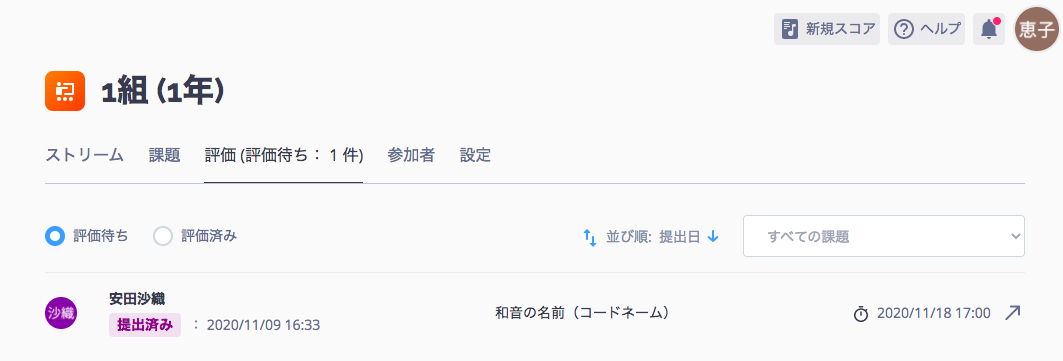 新規スコア ヘルプ 恵子
1組 (1年)
ストリーム 課題 評価 (評価待ち： 1 件) 参加者 設定
評価待ち 評価済み 並び順: 提出日 すべての課題
安田沙織
沙織 提出済み : 2020/11/09 16:33 和音の名前（コードネーム） 2020/11/18 17:00